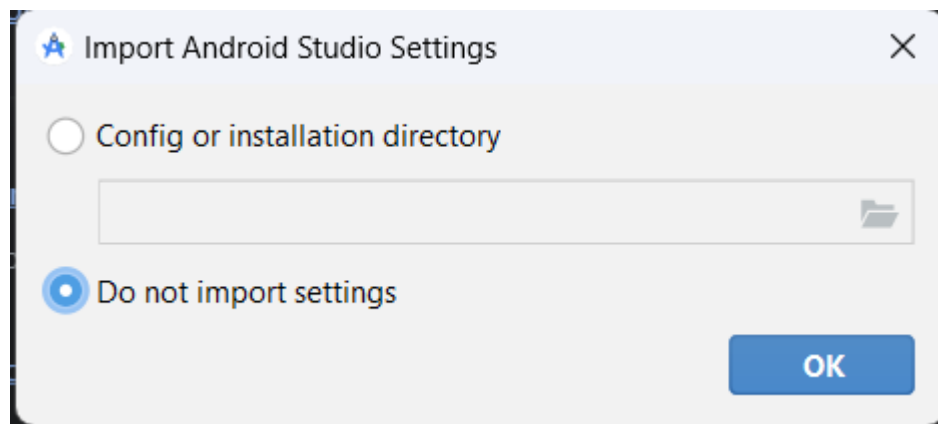 Import Android Studio Settings
Config or installation directory
Do not import settings
OK